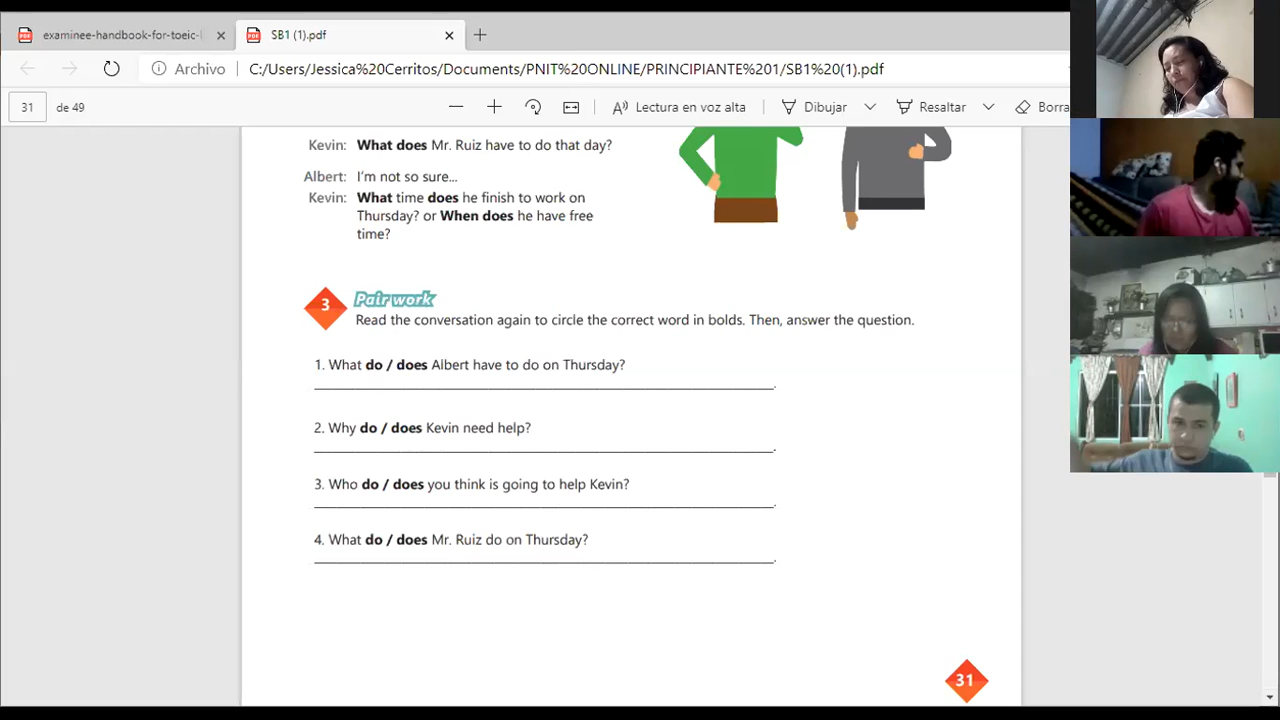 examinee-handbook-for-toeic-l
SB1 (1).pdf
Archivo
C:/Users/Jessica%20Cerritos/Documents/PNIT%20ONLINE/PRINCIPIANTE%201/SB1%20(1).pdf
31 de 49
Lectura en voz alta
Dibujar
Resaltar
Borra
Kevin: What does Mr. Ruiz have to do that day?
Albert: I'm not so sure...
Kevin: What time does he finish to work on
Thursday? or When does he have free
time?
3 Pair work
Read the conversation again to circle the correct word in bolds. Then, answer the question.
1. What do / does Albert have to do on Thursday?
2. Why do / does Kevin need help?
3. Who do / does you think is going to help Kevin?
4. What do / does Mr. Ruiz do on Thursday?
31